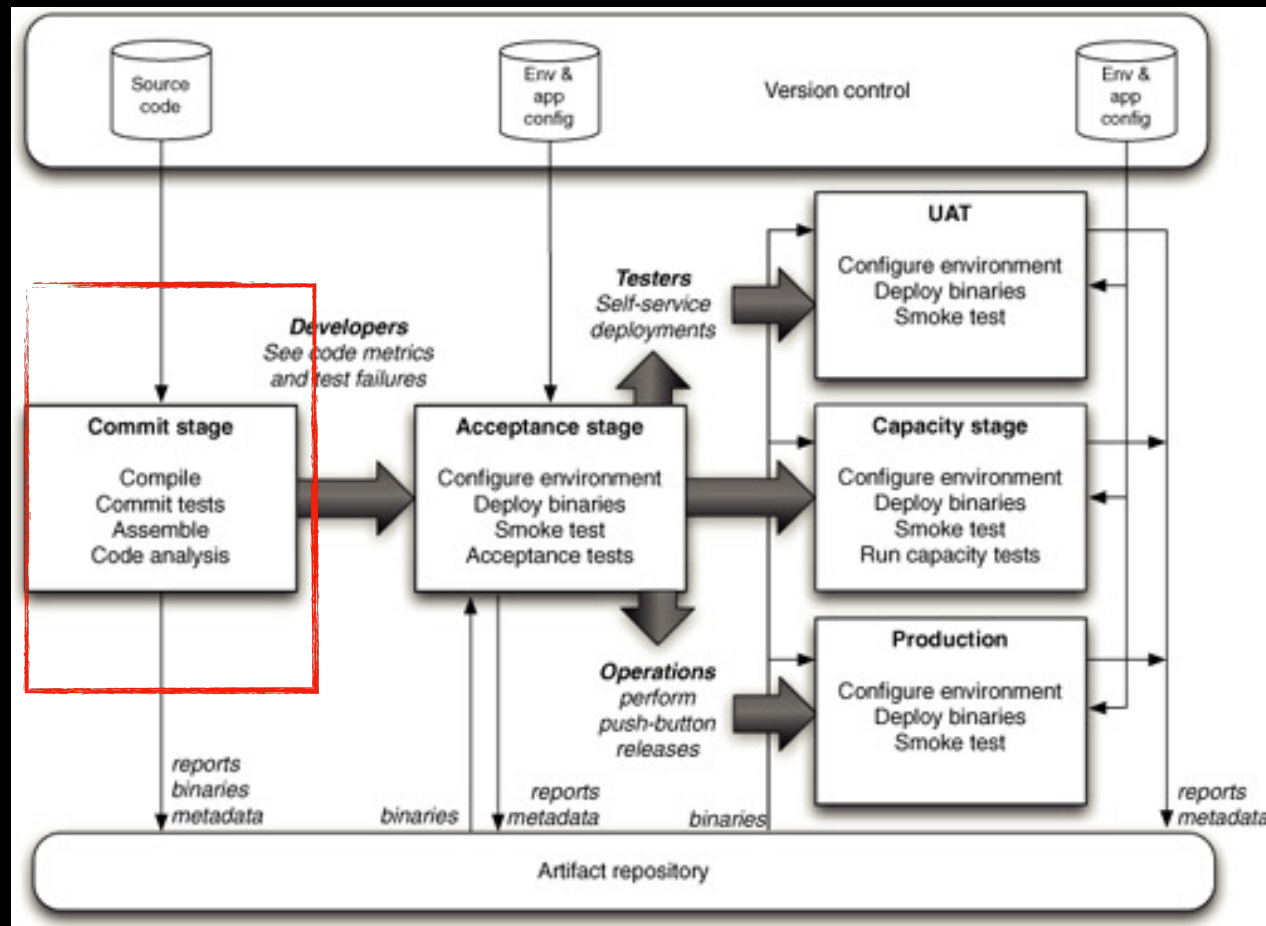 Source
code
Env &
app
config
Version control
Env &
app
config
Developers
See code metrics
and test failures
Testers
Self-service
deployments
UAT
Configure environment
Deploy binaries
Smoke test
Commit stage
Compile
Commit tests
Assemble
Code analysis
Acceptance stage
Configure environment
Deploy binaries
Smoke test
Acceptance tests
Capacity stage
Configure environment
Deploy binaries
Smoke test
Run capacity tests
Operations
perform
push-button
releases
Production
Configure environment
Deploy binaries
Smoke test
reports
binaries
metadata
binaries
reports
metadata
binaries
reports
metadata
Artifact repository